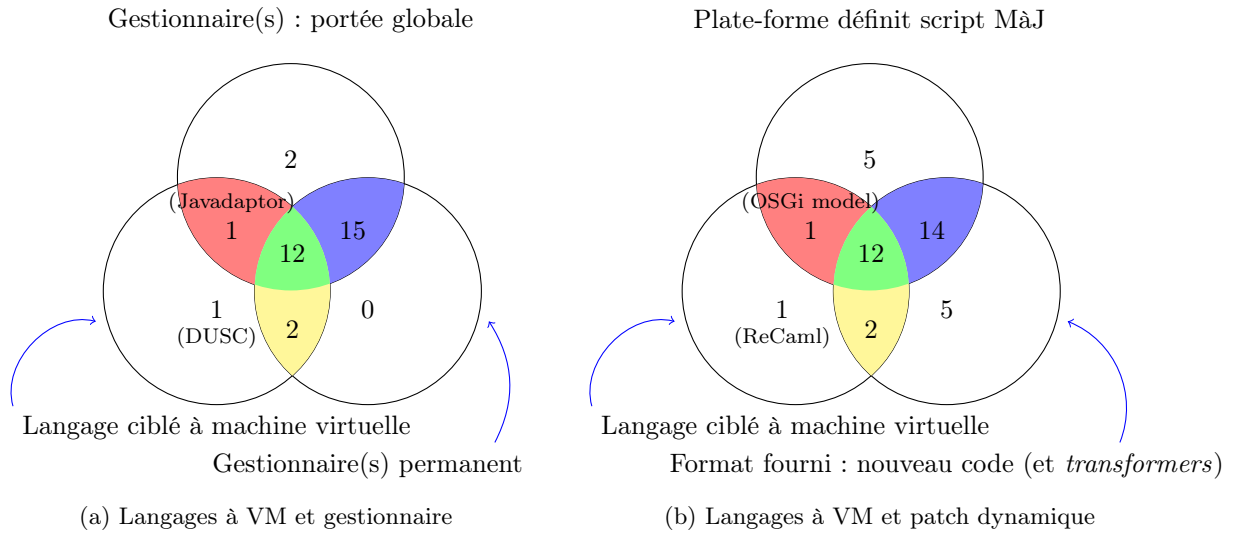 Gestionnaire(s) : portée globale
2
(Javadaptor)
1
15
12
1
(DUSC)
2
0
Langage ciblé à machine virtuelle
Gestionnaire(s) permanent
(a) Langages à VM et gestionnaire
Plate-forme définit script MàJ
5
(OSGi model)
1
14
12
1
(ReCaml)
2
5
Langage ciblé à machine virtuelle
Format fourni : nouveau code (et transformers)
(b) Langages à VM et patch dynamique